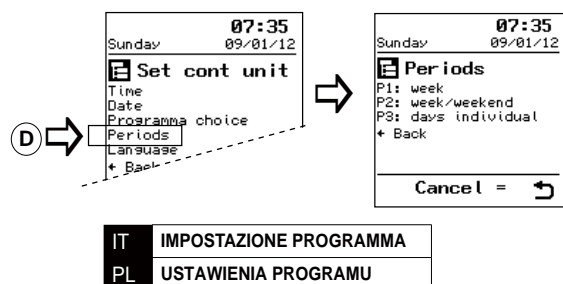 07:35
Sunday 09/01/12
Set cont unit
Time
Date
Programma choice
Periods
Language
← Back
D
07:35
Sunday 09/01/12
Periods
P1: week
P2: week/weekend
P3: days individual
← Back
Cancel =
IT IMPOSTAZIONE PROGRAMMA
PL USTAWIENIA PROGRAMU